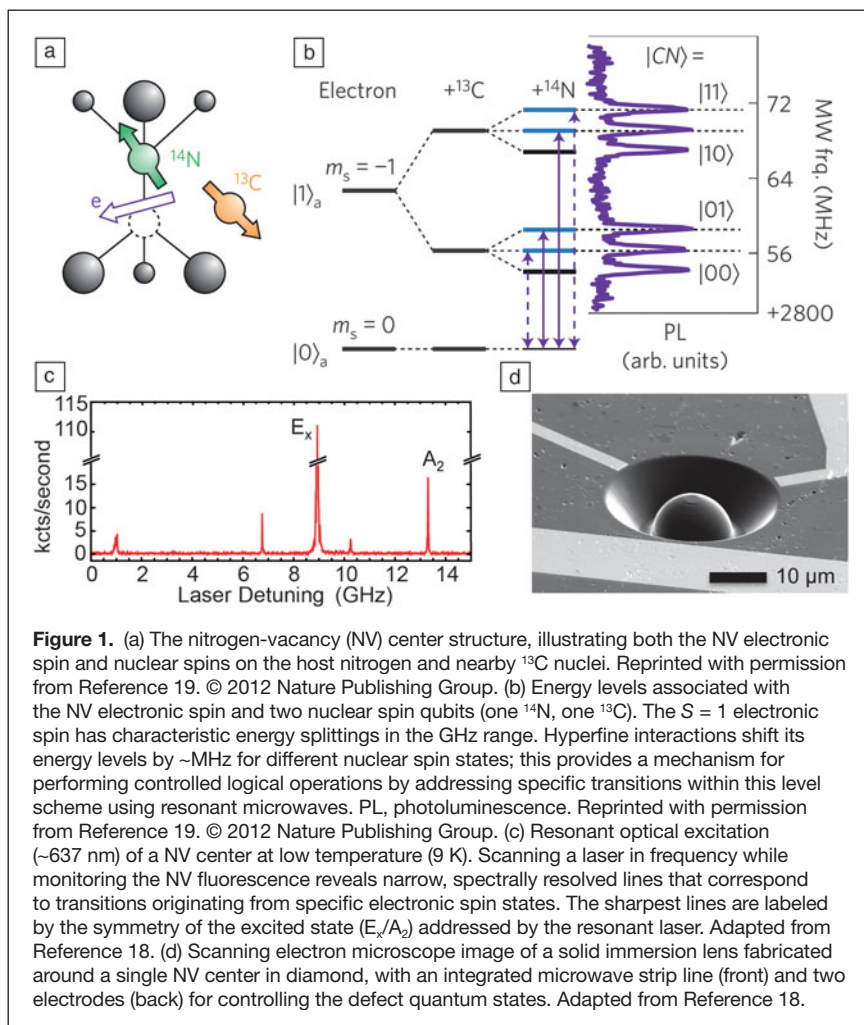 a
14N
e
13C
b
Electron
+13C
+14N
|CN⟩ =
|1⟩a
ms = −1
|0⟩a
ms = 0
|11⟩
|10⟩
|01⟩
|00⟩
72
64
56
+2800
MW frq. (MHz)
PL
(arb. units)
c
115
110
15
10
5
0
kcts/second
Ex
A2
0 2 4 6 8 10 12 14
Laser Detuning (GHz)
d
10 µm
Figure 1. (a) The nitrogen-vacancy (NV) center structure, illustrating both the NV electronic
spin and nuclear spins on the host nitrogen and nearby 13C nuclei. Reprinted with permission
from Reference 19. © 2012 Nature Publishing Group. (b) Energy levels associated with
the NV electronic spin and two nuclear spin qubits (one 14N, one 13C). The S = 1 electronic
spin has characteristic energy splittings in the GHz range. Hyperfine interactions shift its
energy levels by ~MHz for different nuclear spin states; this provides a mechanism for
performing controlled logical operations by addressing specific transitions within this level
scheme using resonant microwaves. PL, photoluminescence. Reprinted with permission
from Reference 19. © 2012 Nature Publishing Group. (c) Resonant optical excitation
(~637 nm) of a NV center at low temperature (9 K). Scanning a laser in frequency while
monitoring the NV fluorescence reveals narrow, spectrally resolved lines that correspond
to transitions originating from specific electronic spin states. The sharpest lines are labeled
by the symmetry of the excited state (Ex/A2) addressed by the resonant laser. Adapted from
Reference 18. (d) Scanning electron microscope image of a solid immersion lens fabricated
around a single NV center in diamond, with an integrated microwave strip line (front) and two
electrodes (back) for controlling the defect quantum states. Adapted from Reference 18.